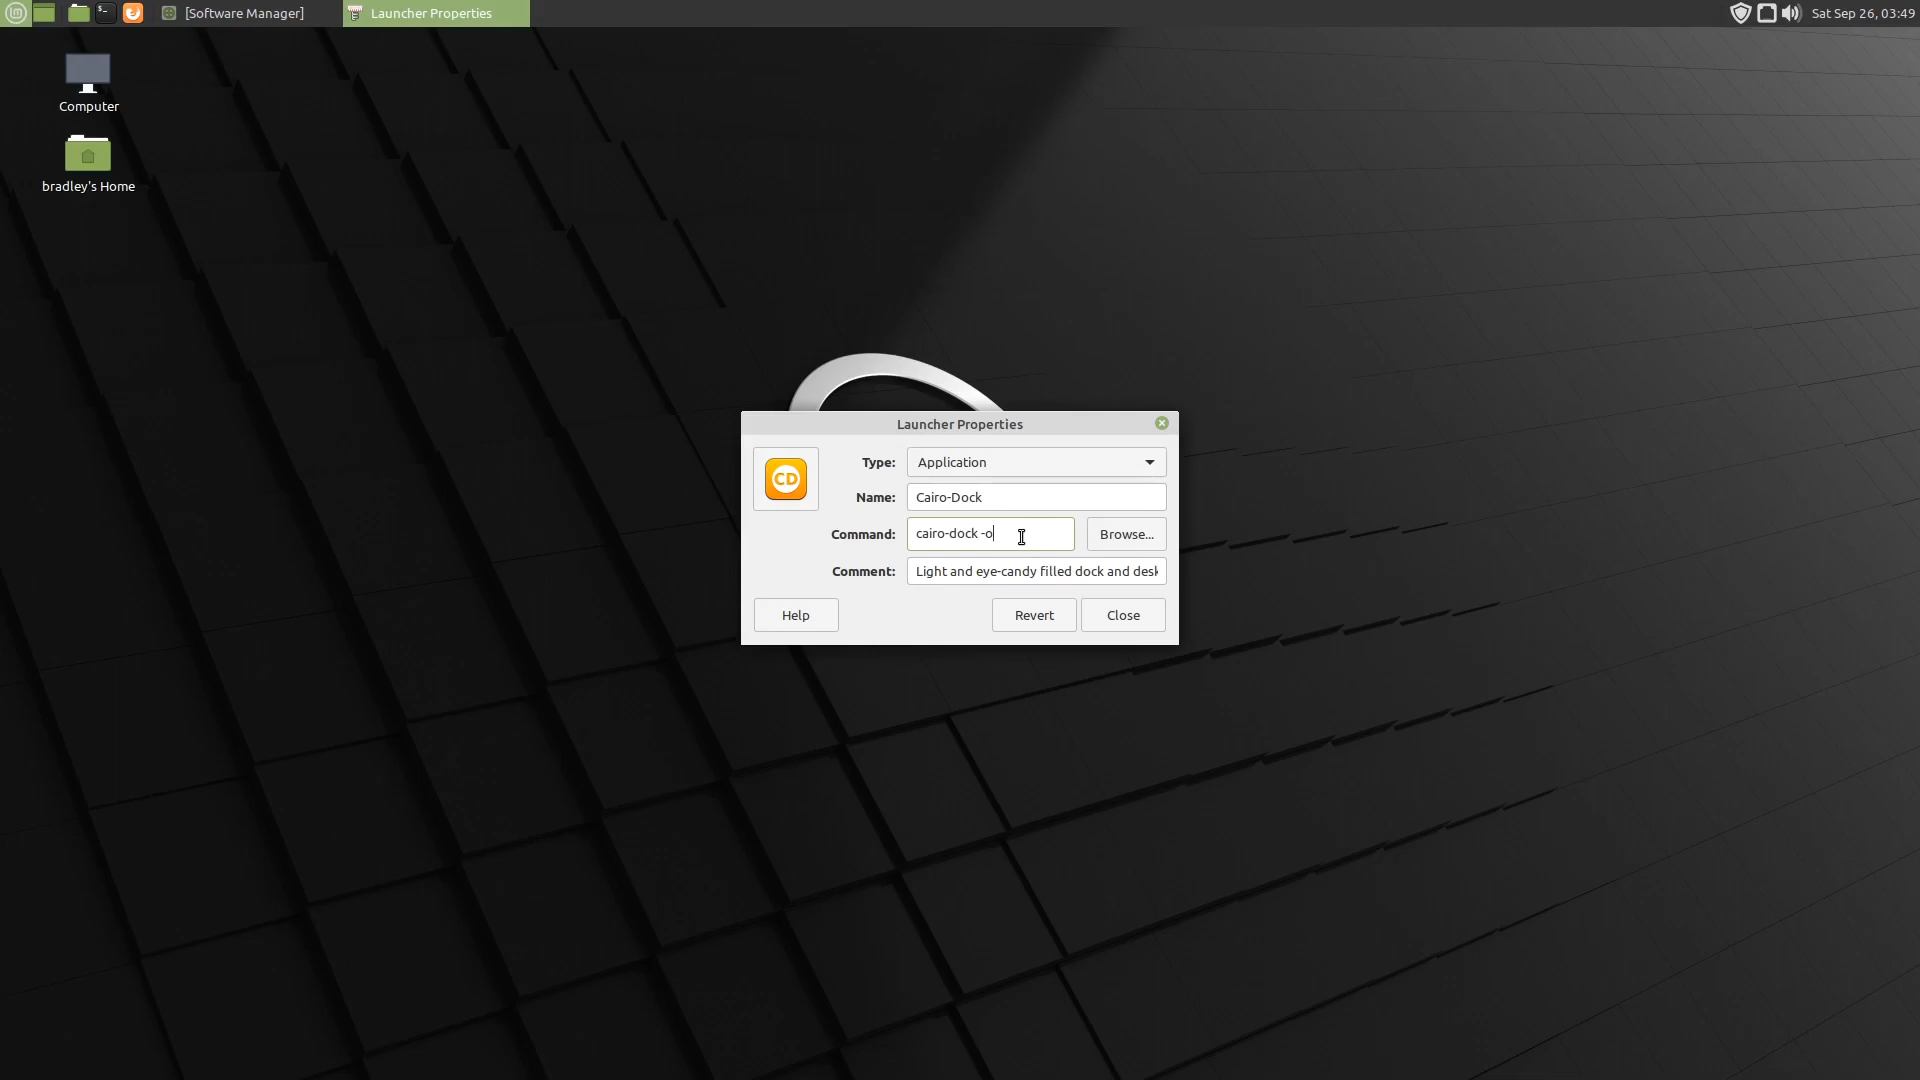 [Software Manager]
Launcher Properties
Sat Sep 26, 03:49
Computer
bradley's Home
Launcher Properties
CD
Type:
Application
Name:
Cairo-Dock
Command:
cairo-dock -o
Browse...
Comment:
Light and eye-candy filled dock and desk
Help
Revert
Close